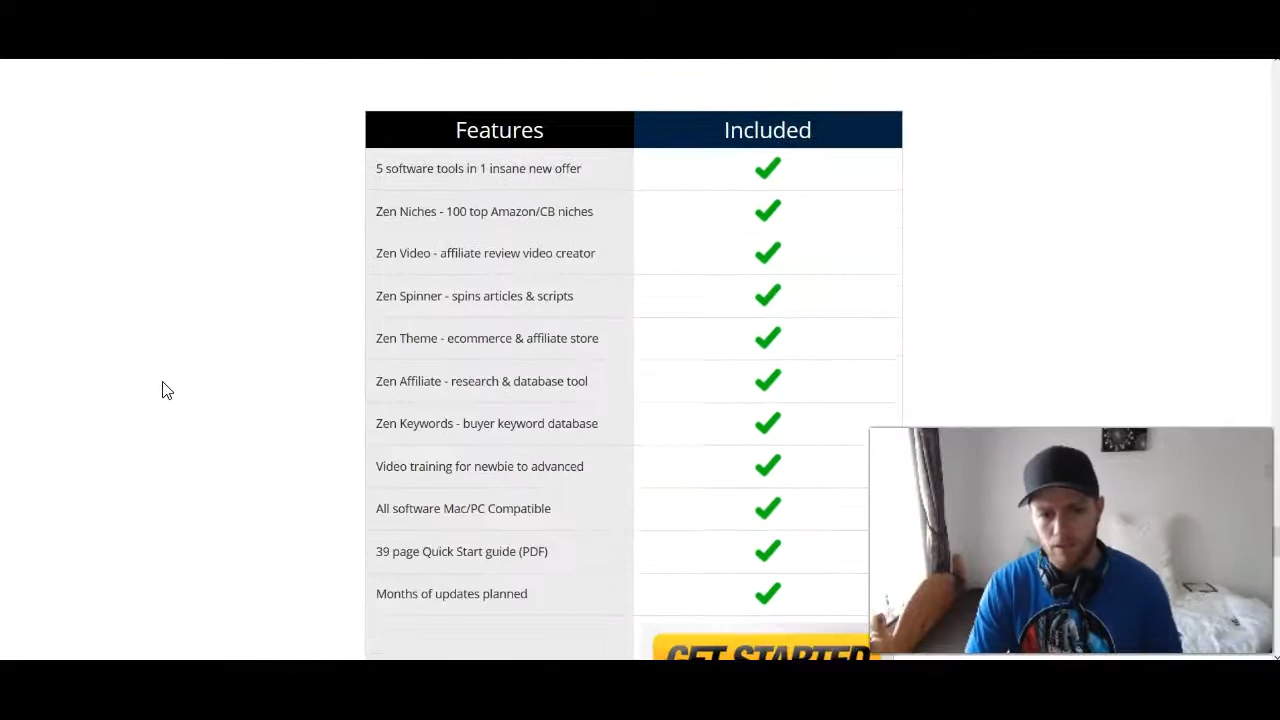 Features Included
5 software tools in 1 insane new offer
Zen Niches - 100 top Amazon/CB niches
Zen Video - affiliate review video creator
Zen Spinner - spins articles & scripts
Zen Theme - ecommerce & affiliate store
Zen Affiliate - research & database tool
Zen Keywords - buyer keyword database
Video training for newbie to advanced
All software Mac/PC Compatible
39 page Quick Start guide (PDF)
Months of updates planned
GET STARTED